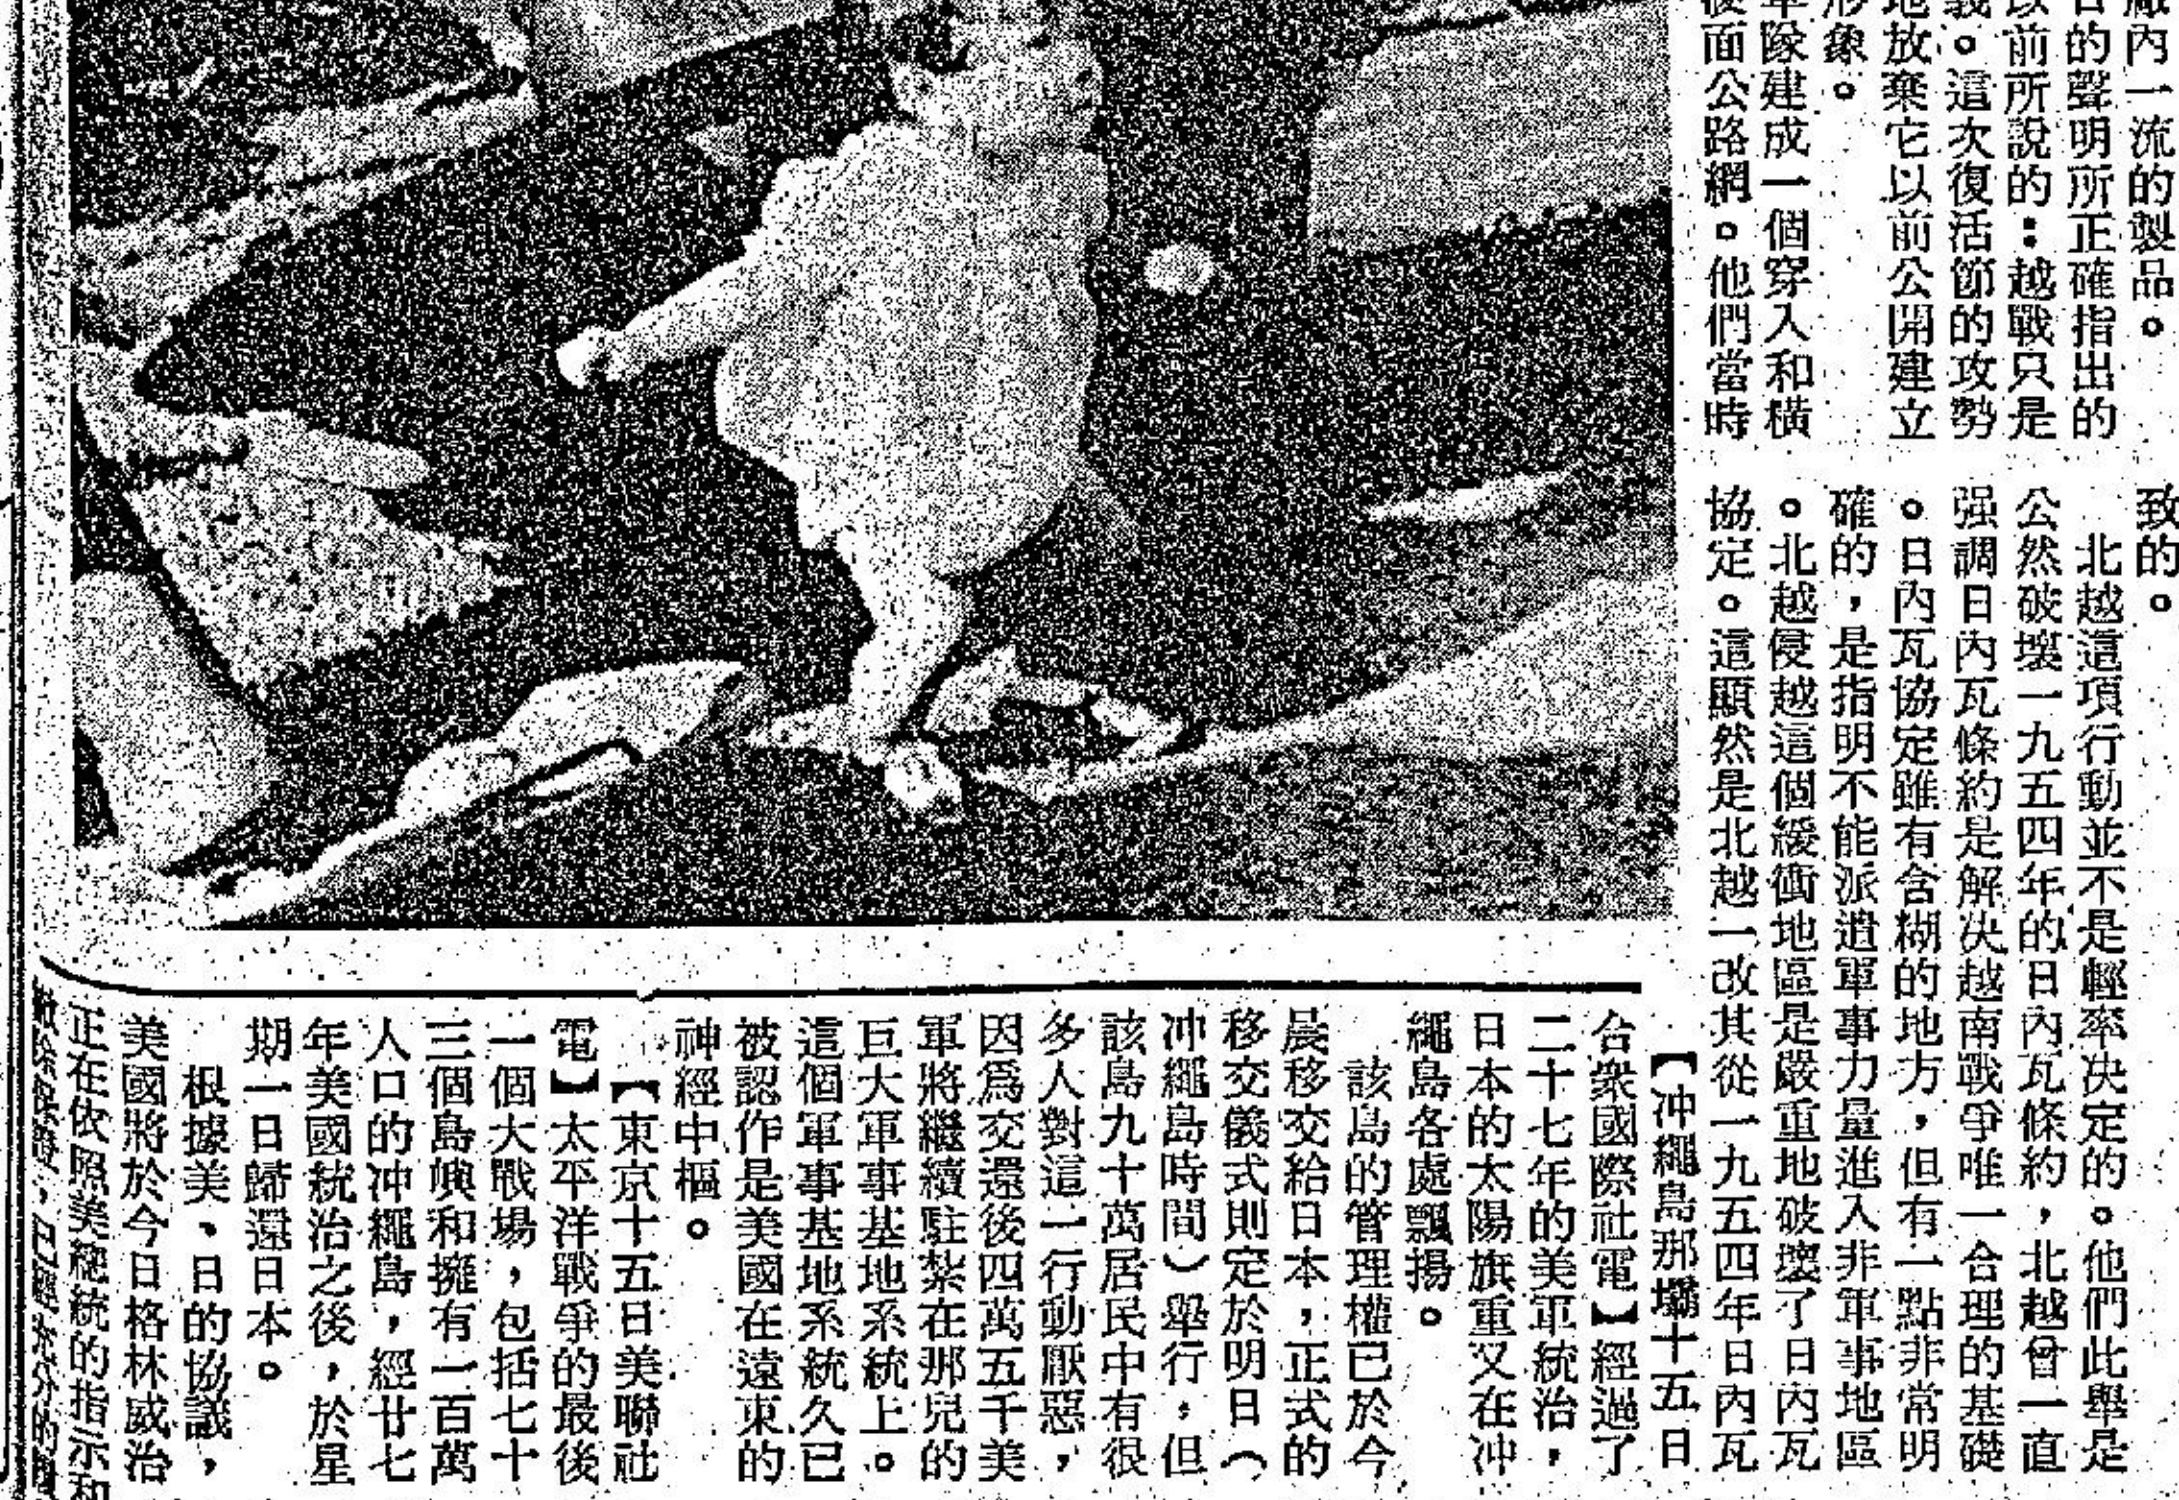 廠內一流的製品。
日的聲明所正確指出的
以前所說的：越戰只是
義。這次復活節的攻勢
地放棄它以前公開建立
形象。
軍隊建成一個穿入和橫
後面公路網。他們當時
致的。
北越這項行動並不是輕率決定的。他們此舉是
公然破壞一九五四年的日內瓦條約，北越曾一直
强調日內瓦條約是解決越南戰爭唯一合理的基礎
。日內瓦協定雖有含糊的地方，但有一點非常明
確的，是指明不能派遣軍事力量進入非軍事地區
。北越侵越這個緩衝地區是嚴重地破壞了日內瓦
協定。這顯然是北越一改其從一九五四年日內瓦
【冲繩島那壩十五日
合衆國際社電】經過了
二十七年的美軍統治，
日本的太陽旗重又在冲
繩島各處飄揚。
該島的管理權已於今
晨移交給日本，正式的
移交儀式則定於明日（
冲繩島時間）舉行，但
該島九十萬居民中有很
多人對這一行動厭惡，
因爲交還後四萬五千美
軍將繼續駐紮在那兒的
巨大軍事基地系統上。
這個軍事基地系統久已
被認作是美國在遠東的
神經中樞。
【東京十五日美聯社
電】太平洋戰爭的最後
一個大戰場，包括七十
三個島嶼和擁有一百萬
人口的冲繩島，經廿七
年美國統治之後，於星
期一日歸還日本。
根據美、日的協議，
美國將於今日格林威治
正在依照美總統的指示和